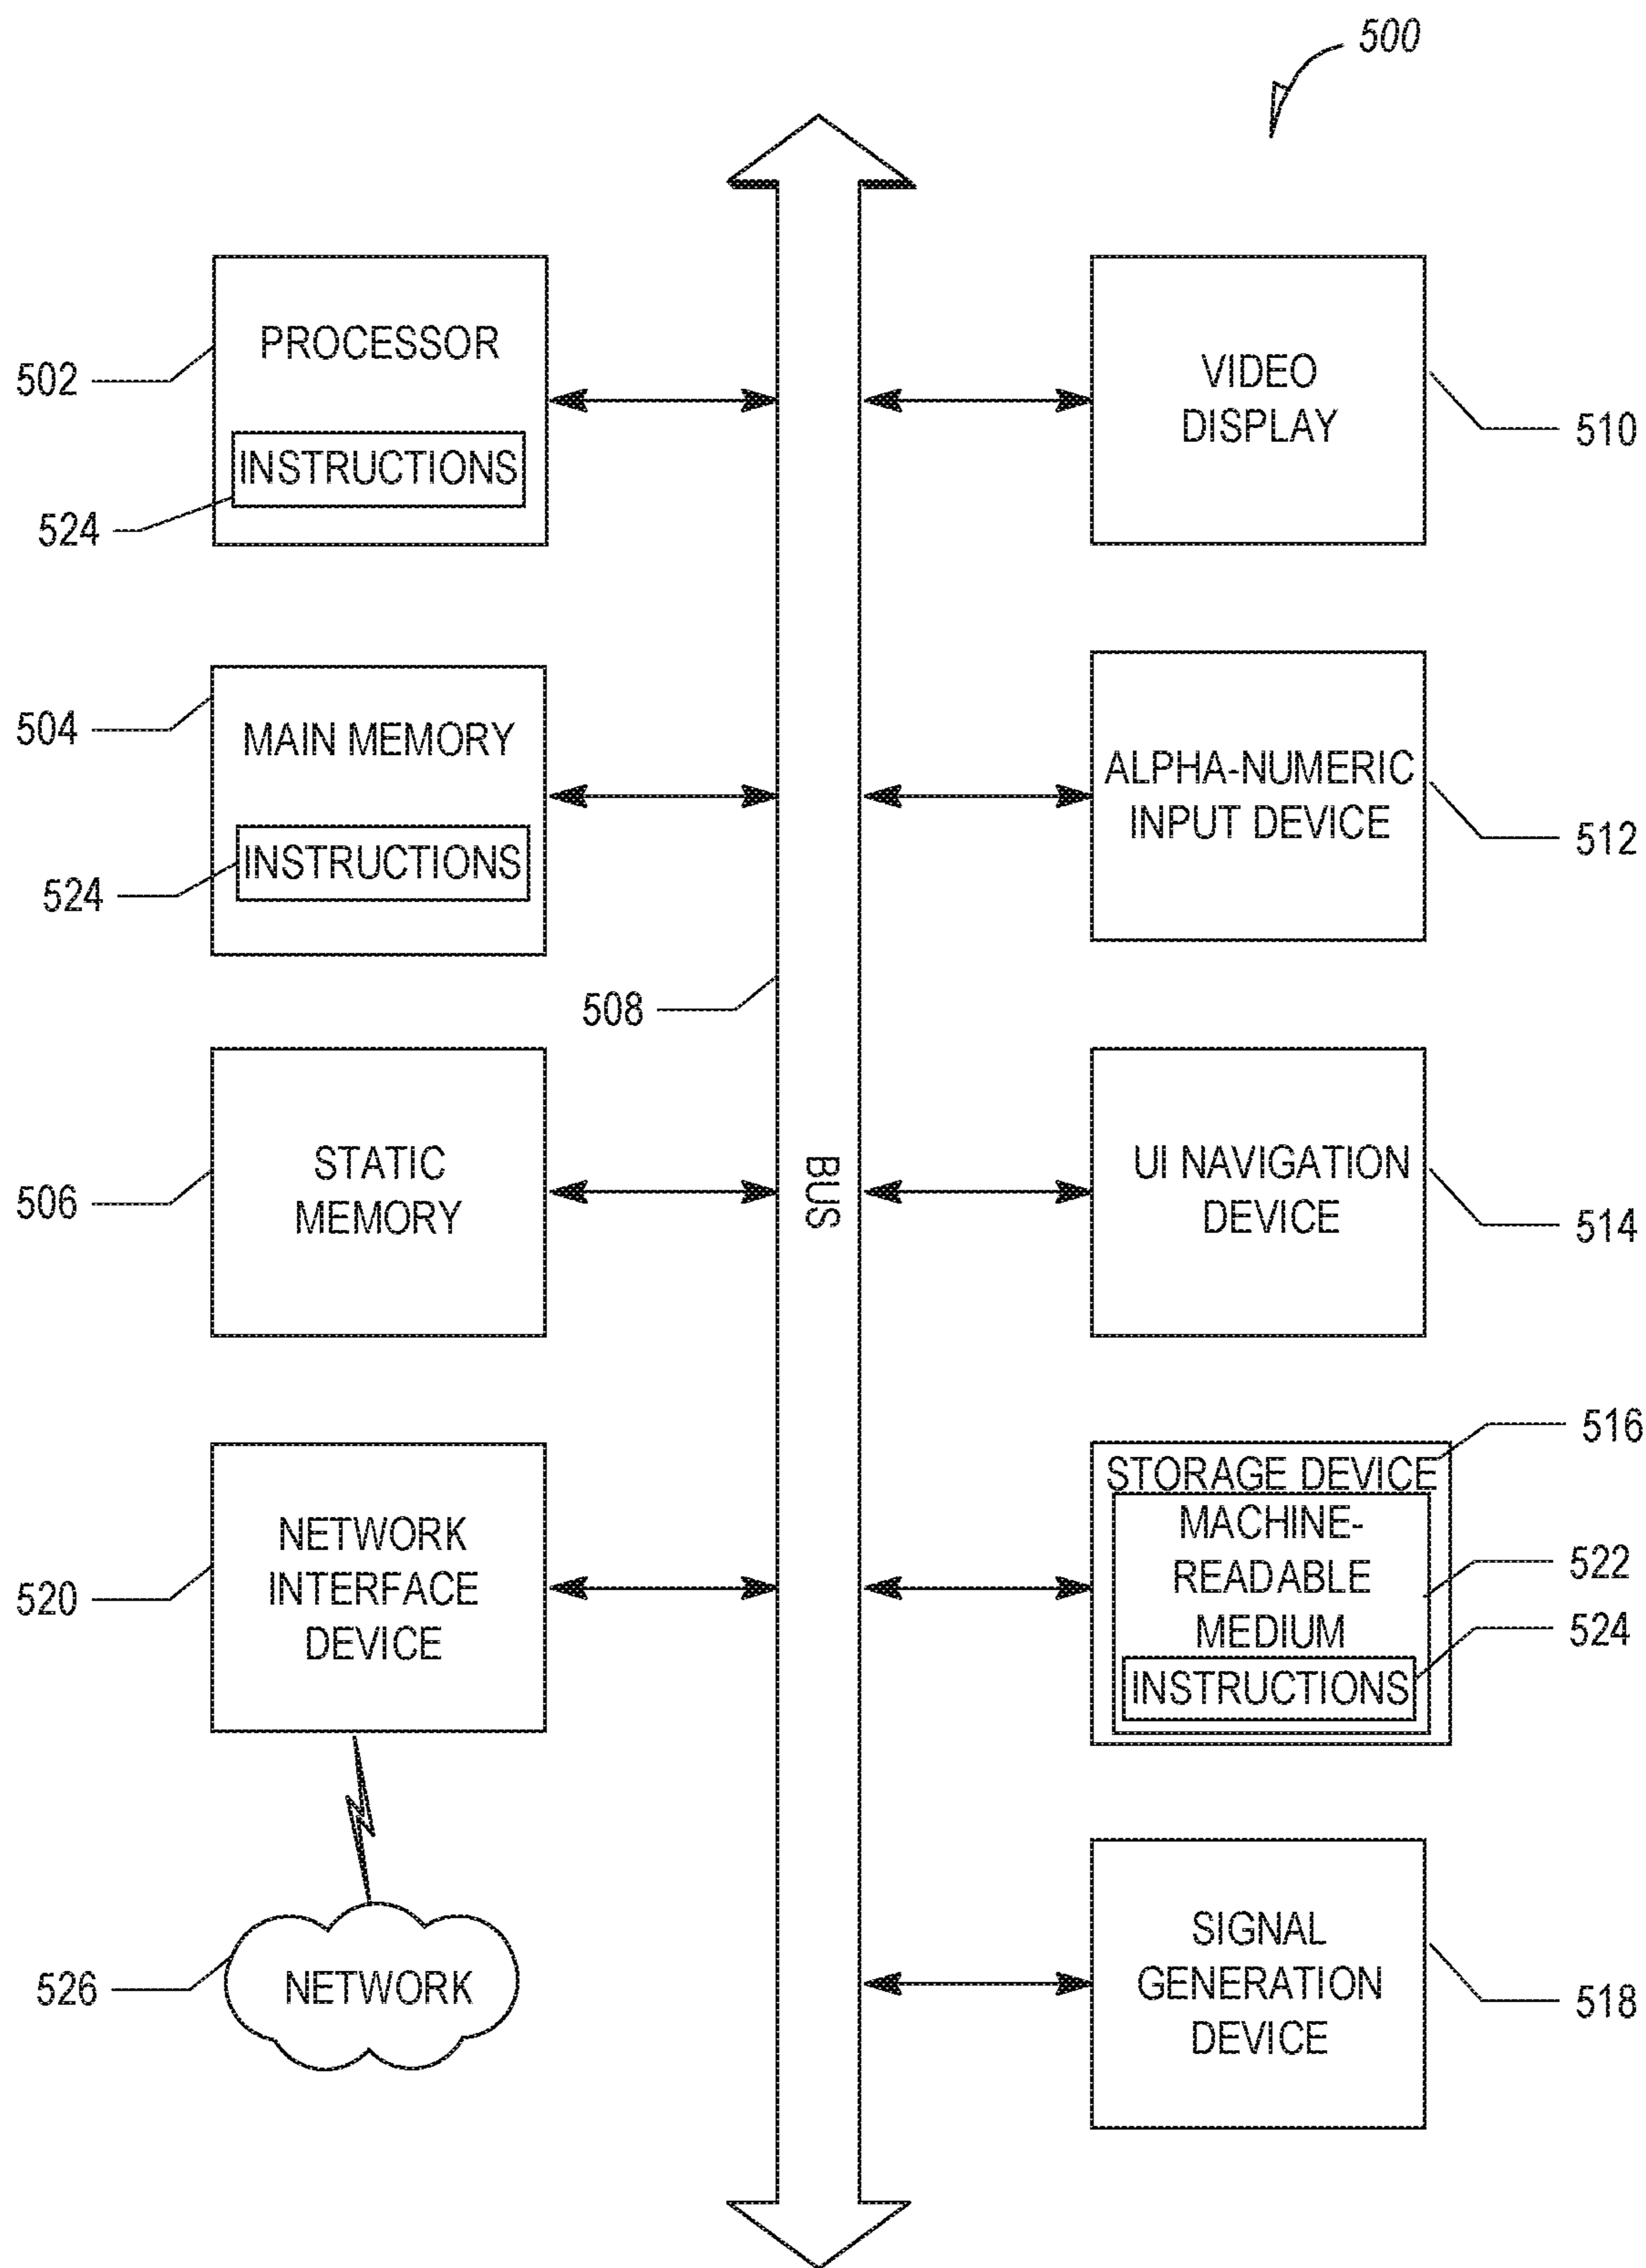 500
PROCESSOR
502
INSTRUCTIONS
524
VIDEO
DISPLAY
510
504
MAIN MEMORY
INSTRUCTIONS
524
ALPHA-NUMERIC
INPUT DEVICE
512
508
BUS
STATIC
MEMORY
506
UI NAVIGATION
DEVICE
514
NETWORK
INTERFACE
DEVICE
520
516
STORAGE DEVICE
MACHINE-
READABLE
MEDIUM
522
524
INSTRUCTIONS
526
NETWORK
SIGNAL
GENERATION
DEVICE
518